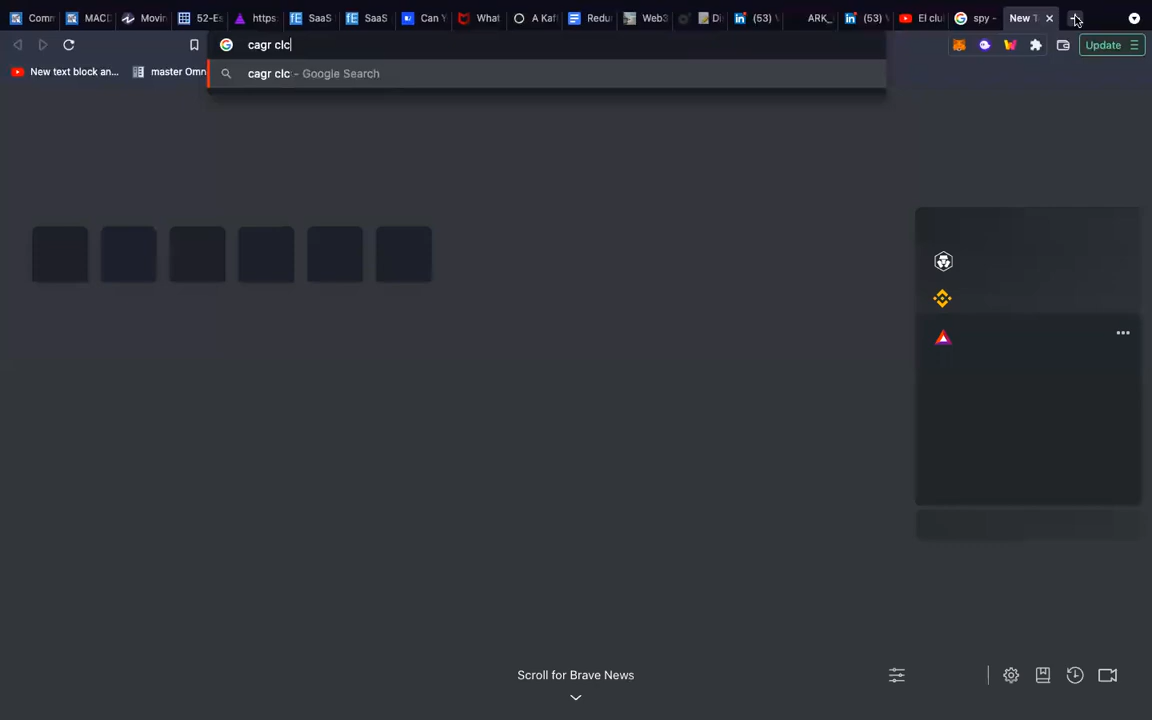 Comm
MACD
Movin
52-Es
https
SaaS
SaaS
Can Y
What
A Kaf
Redu
Web3
Di
(53)
ARK_
(53)
El clu
spy -
New T
cagr clc
Update
New text block an...
master Omn
cagr clc - Google Search
Scroll for Brave News